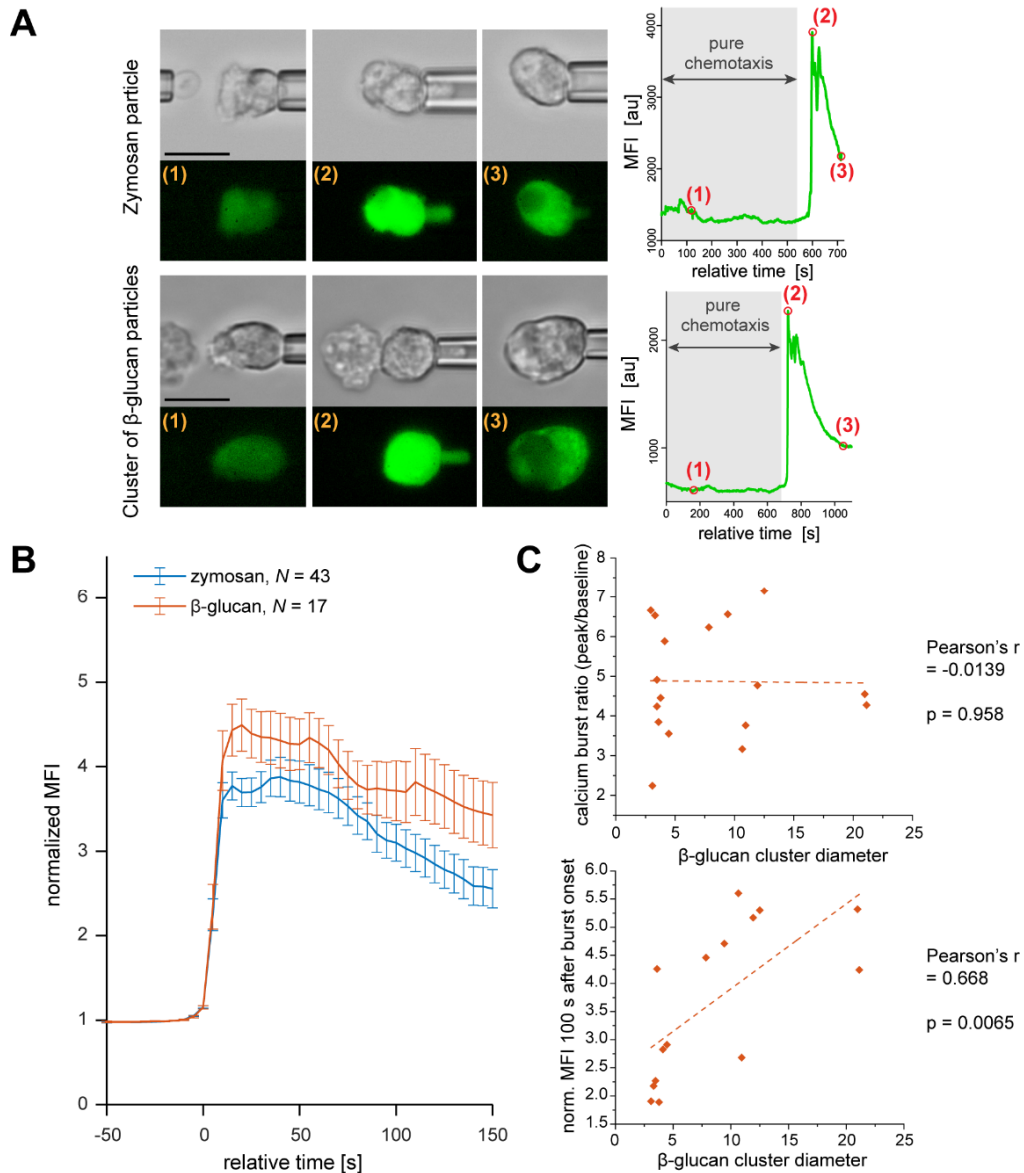 A
Zymosan particle
(1)
(2)
(3)
MFI [au]
4000
3000
2000
1000
pure
chemotaxis
(1)
(2)
(3)
0 100 200 300 400 500 600 700
relative time [s]
Cluster of β-glucan particles
(1)
(2)
(3)
MFI [au]
2000
1000
pure
chemotaxis
(1)
(2)
(3)
0 200 400 600 800 1000
relative time [s]
B
zymosan, N = 43
β-glucan, N = 17
normalized MFI
6
5
4
3
2
1
0
-50 0 50 100 150
relative time [s]
C
calcium burst ratio (peak/baseline)
8
7
6
5
4
3
2
0 5 10 15 20 25
β-glucan cluster diameter
Pearson's r
= -0.0139
p = 0.958
norm. MFI 100 s after burst onset
6.0
5.5
5.0
4.5
4.0
3.5
3.0
2.5
2.0
1.5
0 5 10 15 20 25
β-glucan cluster diameter
Pearson's r
= 0.668
p = 0.0065